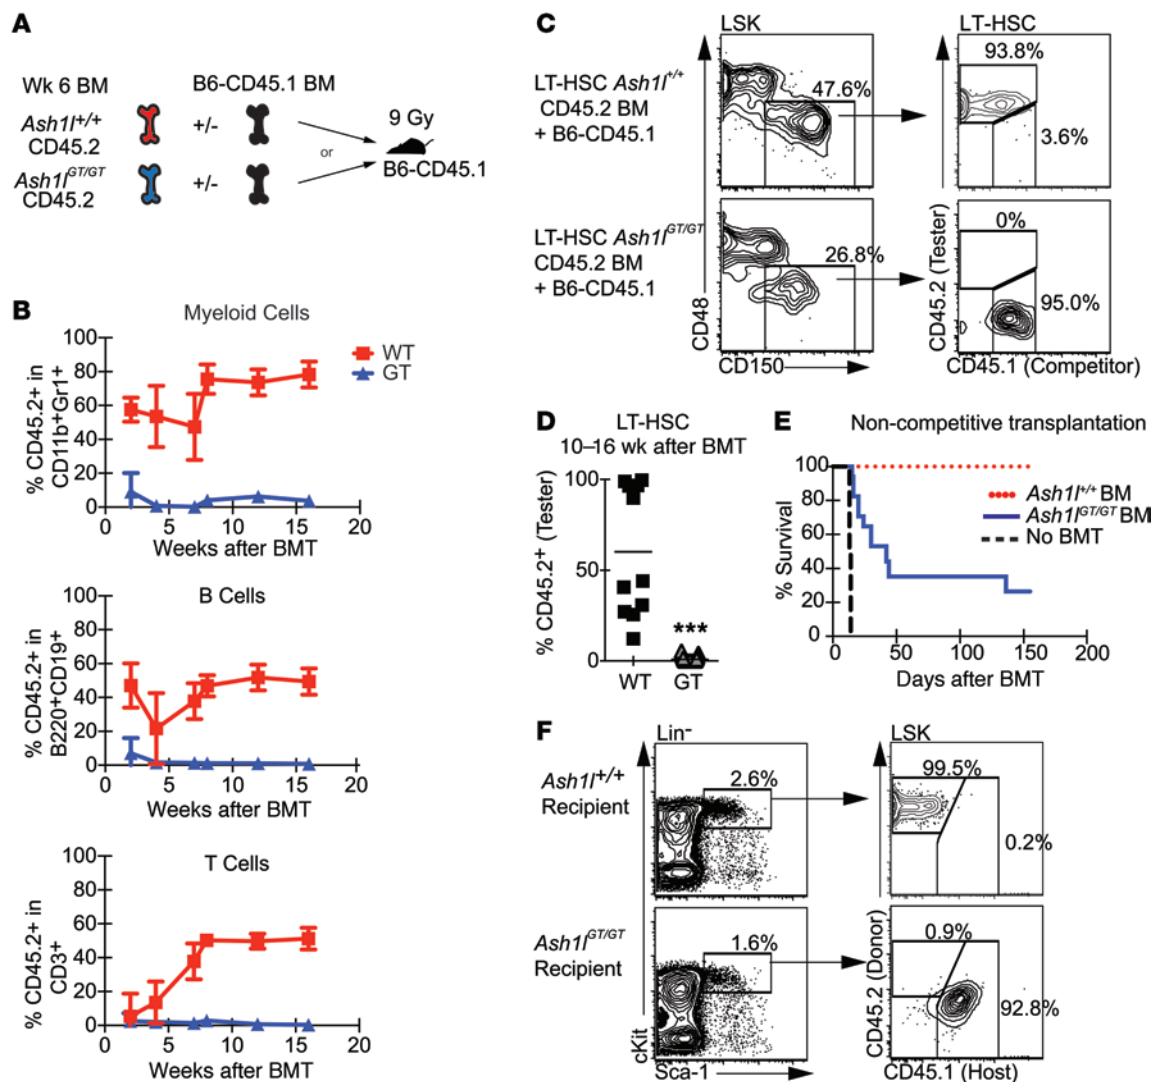 A
Wk 6 BM
B6-CD45.1 BM
Ash1l+/+
CD45.2
+/-
9 Gy
or
B6-CD45.1
Ash1lGT/GT
CD45.2
+/-
B
Myeloid Cells
WT
GT
% CD45.2+ in
CD11b+Gr1+
100
80
60
40
20
0
0 5 10 15 20
Weeks after BMT
B Cells
% CD45.2+ in
B220+CD19+
100
80
60
40
20
0
0 5 10 15 20
Weeks after BMT
T Cells
% CD45.2+ in
CD3+
100
80
60
40
20
0
0 5 10 15 20
Weeks after BMT
C
LSK
LT-HSC
LT-HSC Ash1l+/+
CD45.2 BM
+ B6-CD45.1
47.6%
93.8%
3.6%
LT-HSC Ash1lGT/GT
CD45.2 BM
+ B6-CD45.1
26.8%
0%
95.0%
CD48
CD150
CD45.2 (Tester)
CD45.1 (Competitor)
D
LT-HSC
10–16 wk after BMT
% CD45.2+ (Tester)
100
50
0
***
WT GT
E
Non-competitive transplantation
% Survival
100
80
60
40
20
0
0 50 100 150 200
Days after BMT
Ash1l+/+ BM
Ash1lGT/GT BM
No BMT
F
Lin-
LSK
Ash1l+/+
Recipient
2.6%
99.5%
0.2%
Ash1lGT/GT
Recipient
1.6%
0.9%
92.8%
cKit
Sca-1
CD45.2 (Donor)
CD45.1 (Host)